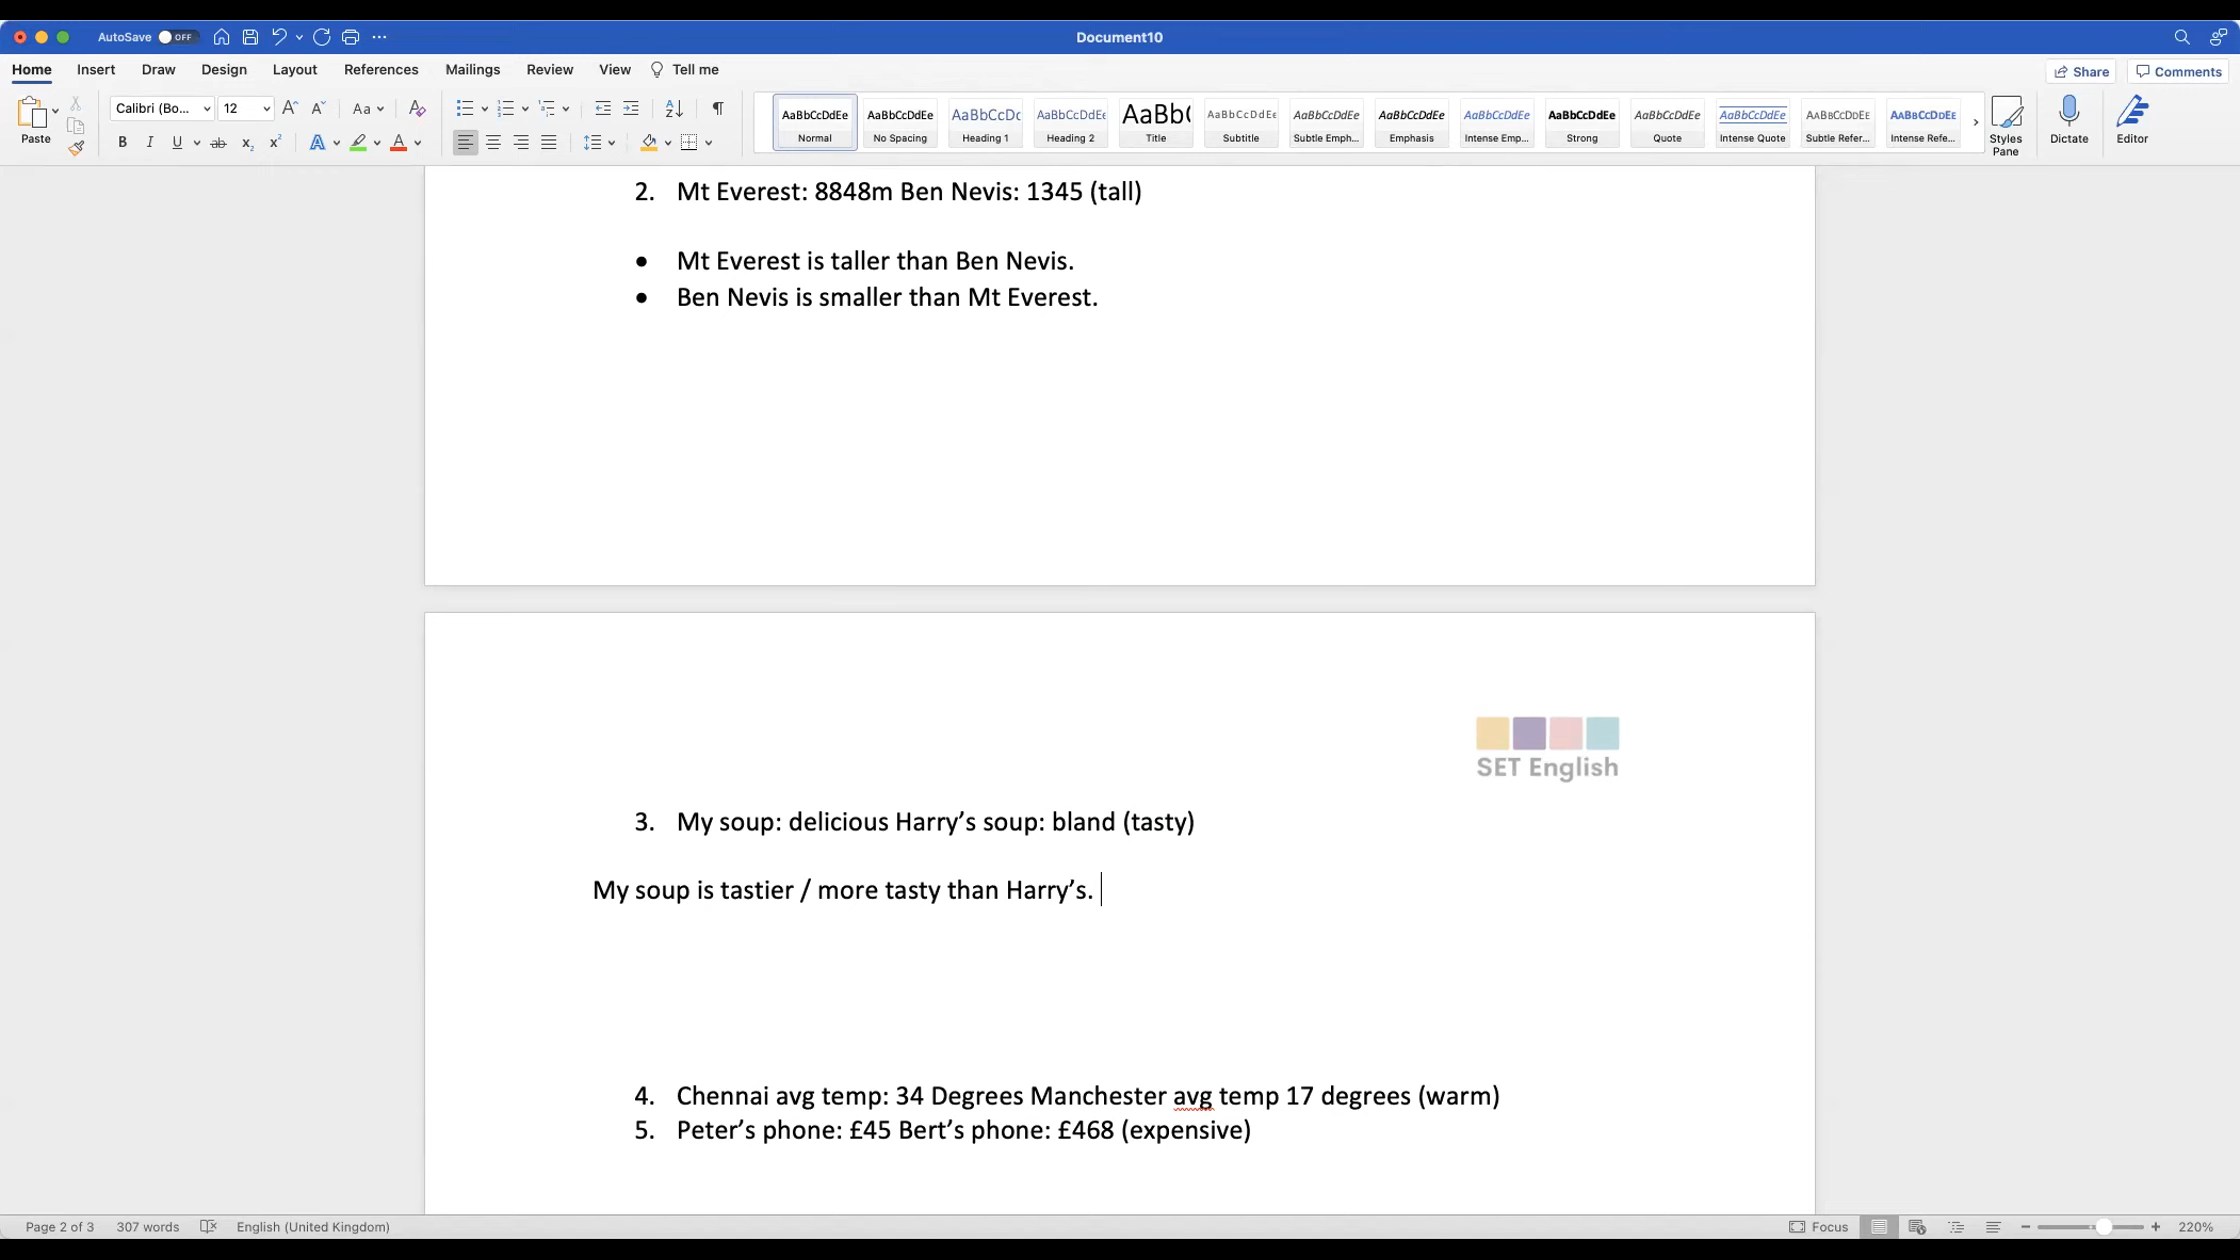 AutoSave OFF Document10
Home Insert Draw Design Layout References Mailings Review View Tell me Share Comments
Calibri (Bo... 12 Aa AaBbCcDdEe AaBbCcDdEe AaBbCcDc AaBbCcDdEe AaBb( AaBbCcDdEe AaBbCcDdEe AaBbCcDdEe AaBbCcDdEe AaBbCcDdEe AaBbCcDdEe AaBbCcDdEe AaBbCcDdEe AaBbCcDdEe
Paste B I U ab x₂ x² A A Normal No Spacing Heading 1 Heading 2 Title Subtitle Subtle Emph... Emphasis Intense Emp... Strong Quote Intense Quote Subtle Refer... Intense Refe... Styles Pane Dictate Editor
2. Mt Everest: 8848m Ben Nevis: 1345 (tall)
• Mt Everest is taller than Ben Nevis.
• Ben Nevis is smaller than Mt Everest.
SET English
3. My soup: delicious Harry’s soup: bland (tasty)
My soup is tastier / more tasty than Harry’s.
4. Chennai avg temp: 34 Degrees Manchester avg temp 17 degrees (warm)
5. Peter’s phone: £45 Bert’s phone: £468 (expensive)
Page 2 of 3 307 words English (United Kingdom) Focus 220%